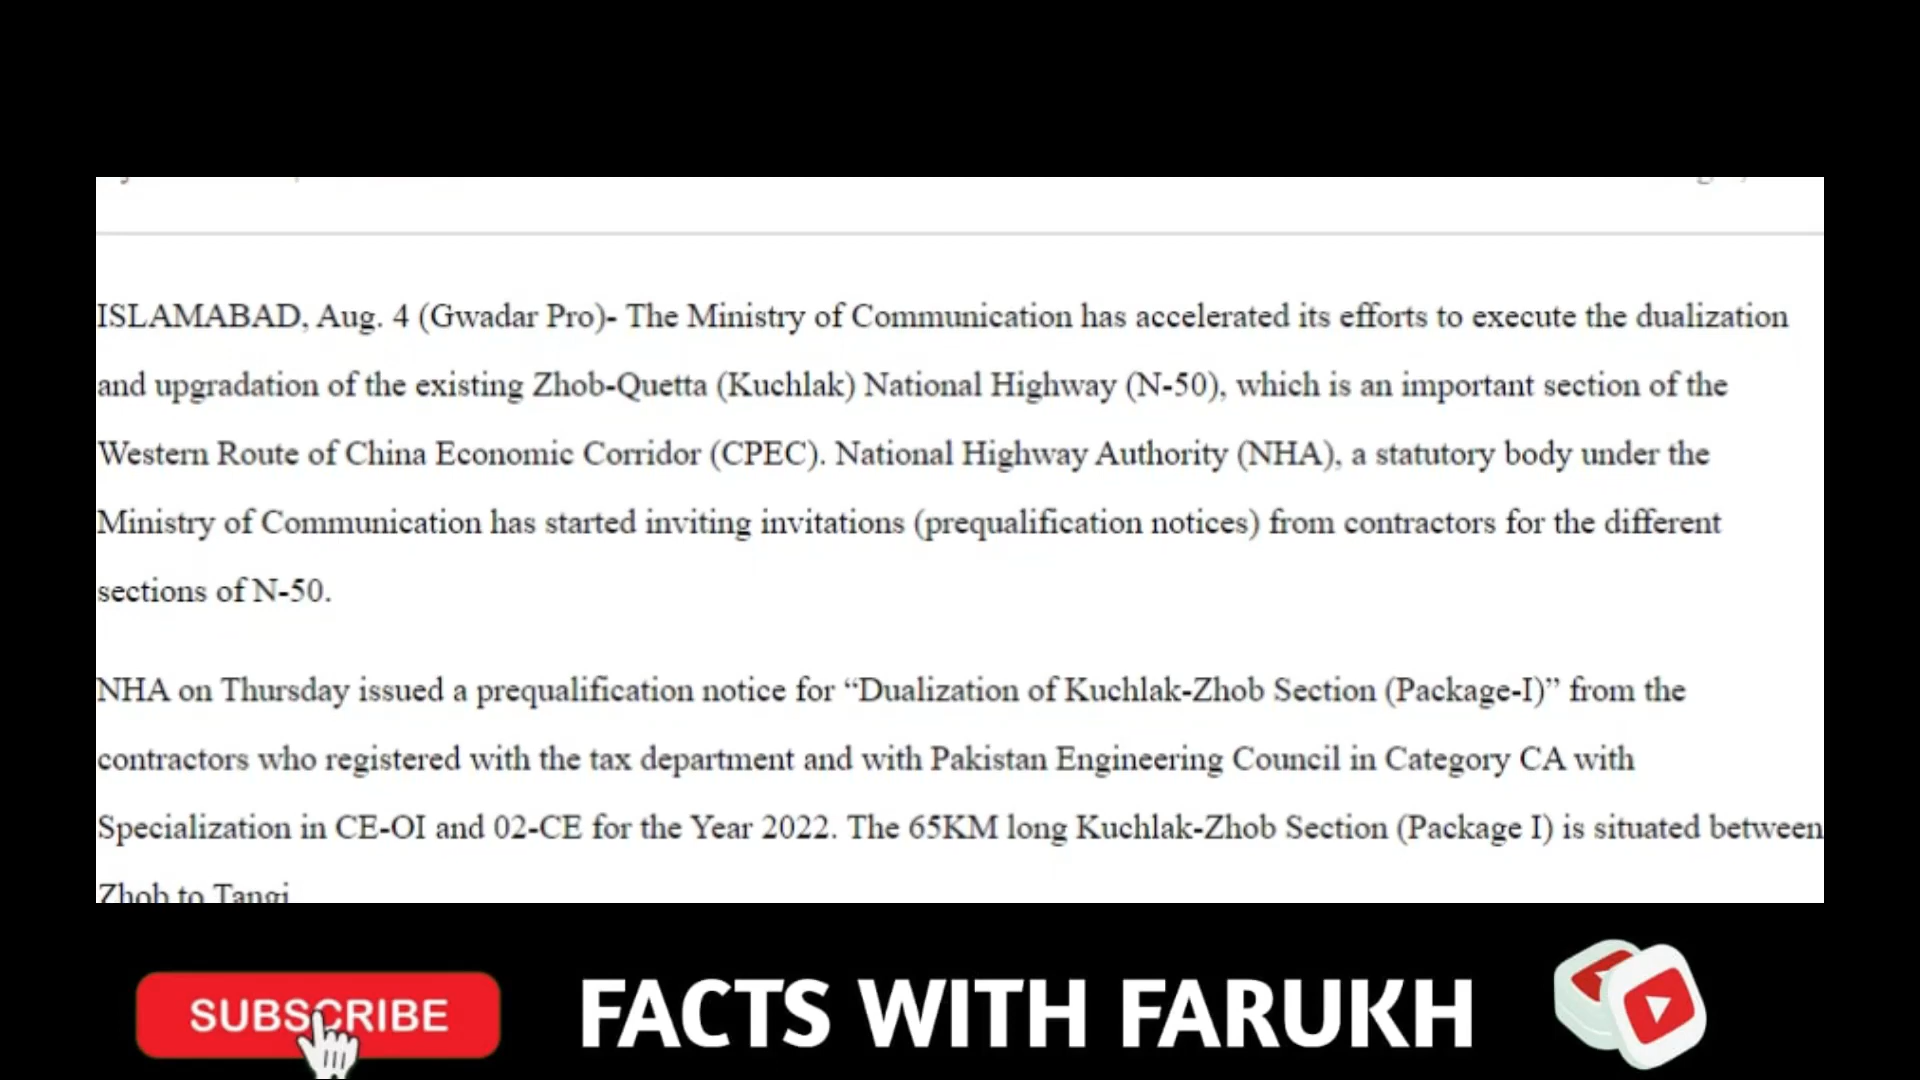 ISLAMABAD, Aug. 4 (Gwadar Pro)- The Ministry of Communication has accelerated its efforts to execute the dualization
and upgradation of the existing Zhob-Quetta (Kuchlak) National Highway (N-50), which is an important section of the
Western Route of China Economic Corridor (CPEC). National Highway Authority (NHA), a statutory body under the
Ministry of Communication has started inviting invitations (prequalification notices) from contractors for the different
sections of N-50.
NHA on Thursday issued a prequalification notice for “Dualization of Kuchlak-Zhob Section (Package-I)” from the
contractors who registered with the tax department and with Pakistan Engineering Council in Category CA with
Specialization in CE-OI and 02-CE for the Year 2022. The 65KM long Kuchlak-Zhob Section (Package I) is situated between
Zhob to Tangi
SUBSCRIBE
FACTS WITH FARUKH